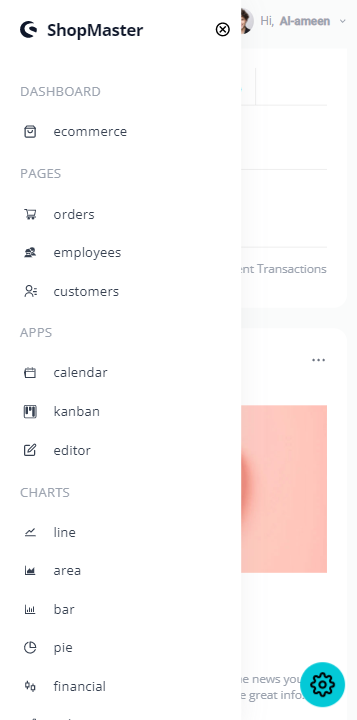 ShopMaster
Hi, Al-ameen
DASHBOARD
ecommerce
PAGES
orders
employees
ent Transactions
customers
APPS
calendar
kanban
editor
CHARTS
line
area
bar
pie
news you
financial
great info